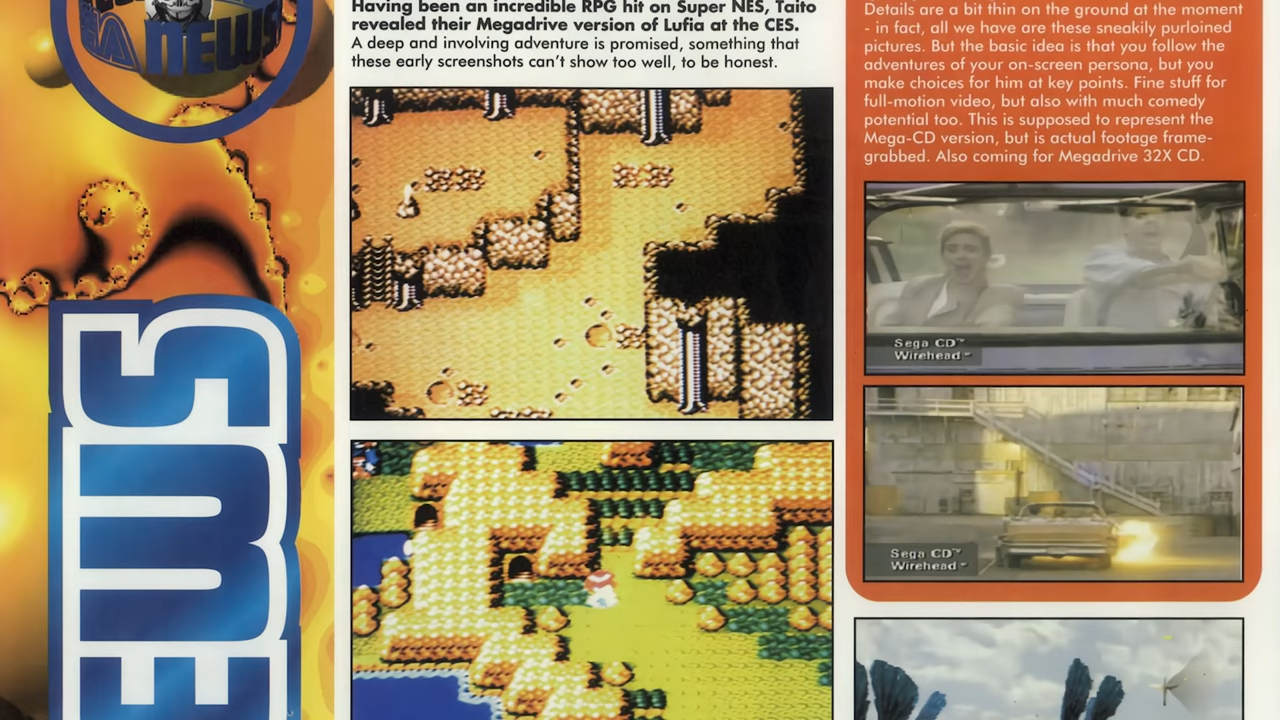 NEWS
NEWS
Having been an incredible RPG hit on Super NES, Taito
revealed their Megadrive version of Lufia at the CES.
A deep and involving adventure is promised, something that
these early screenshots can't show too well, to be honest.
Details are a bit thin on the ground at the moment
- in fact, all we have are these sneakily purloined
pictures. But the basic idea is that you follow the
adventures of your on-screen persona, but you
make choices for him at key points. Fine stuff for
full-motion video, but also with much comedy
potential too. This is supposed to represent the
Mega-CD version, but is actual footage frame-
grabbed. Also coming for Megadrive 32X CD.
Sega CD™
Wirehead™
Sega CD™
Wirehead™